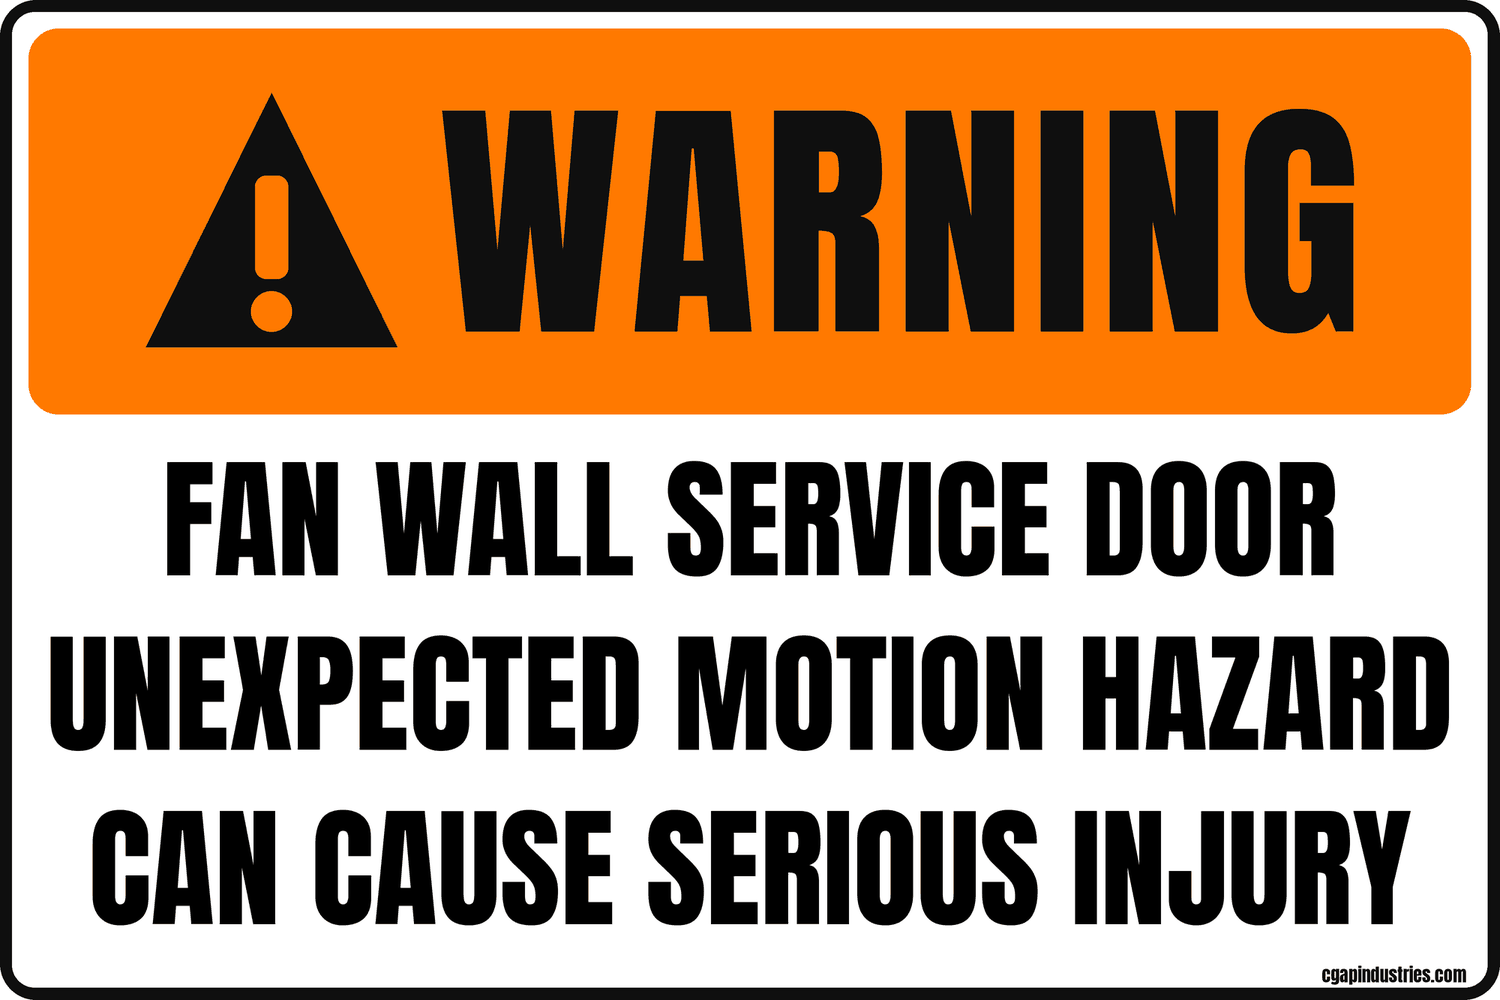 WARNING
FAN WALL SERVICE DOOR
UNEXPECTED MOTION HAZARD
CAN CAUSE SERIOUS INJURY
cgapindustries.com